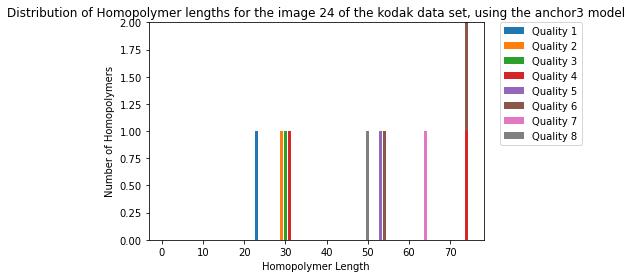 Distribution of Homopolymer lengths for the image 24 of the kodak data set, using the anchor3 model
Number of Homopolymers
2.00
1.75
1.50
1.25
1.00
0.75
0.50
0.25
0.00
0 10 20 30 40 50 60 70
Homopolymer Length
Quality 1
Quality 2
Quality 3
Quality 4
Quality 5
Quality 6
Quality 7
Quality 8